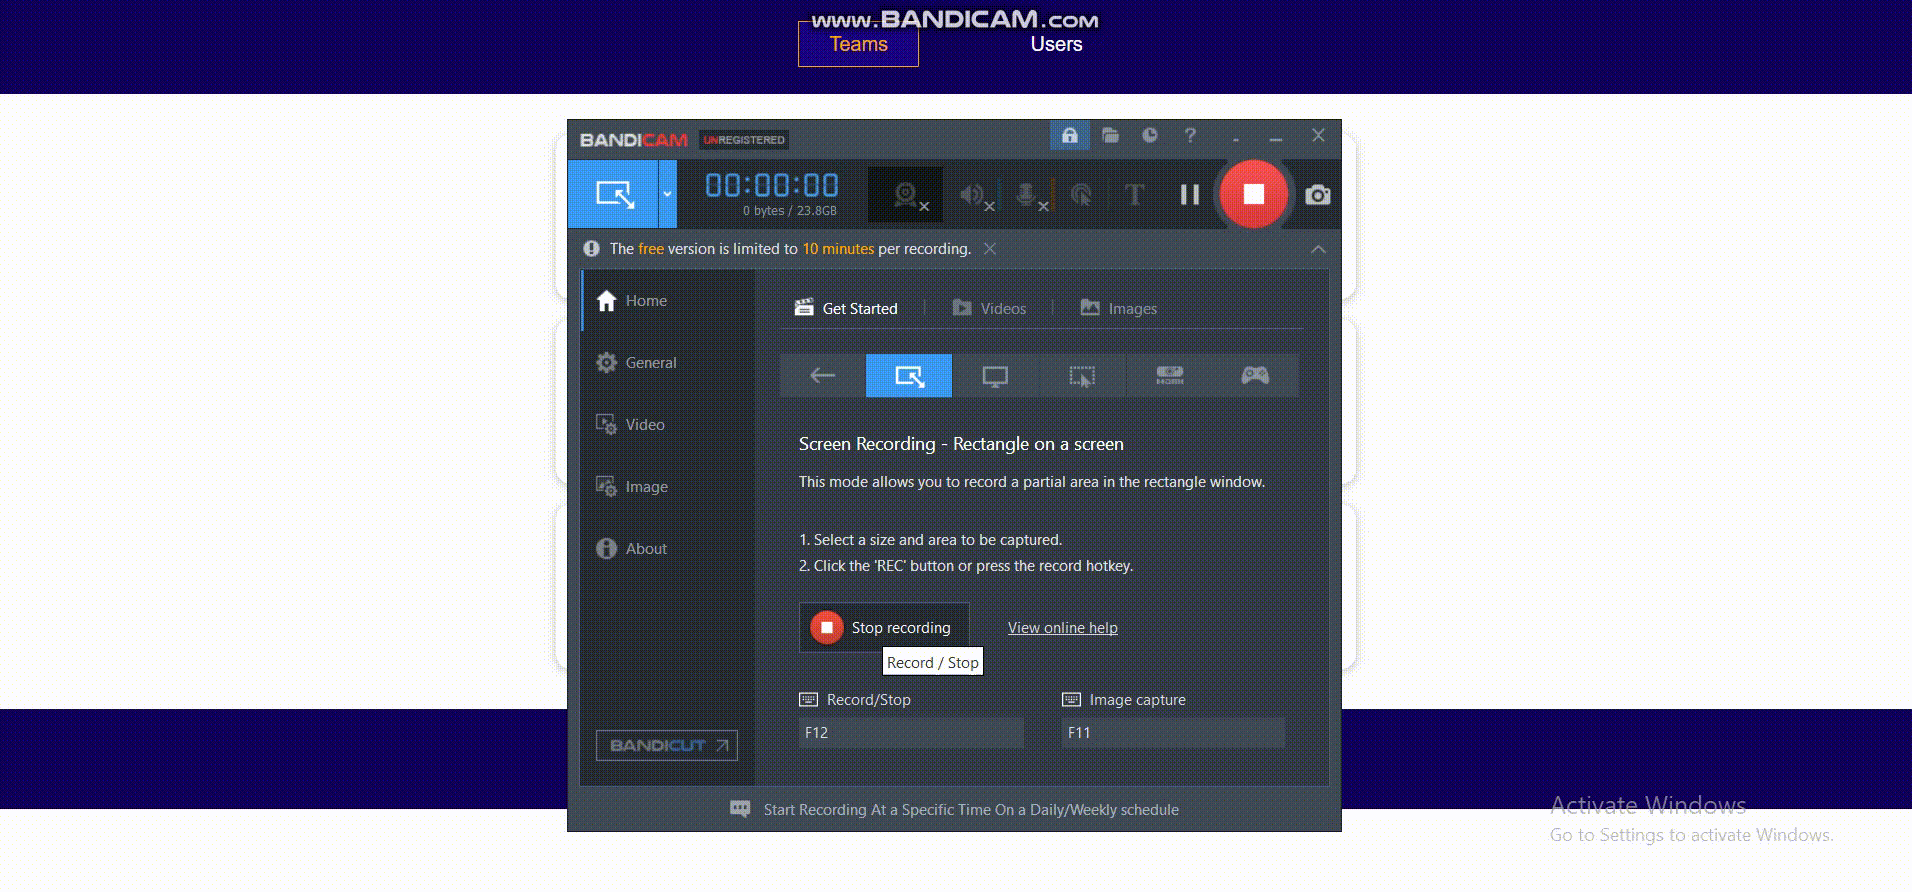 www.BANDICAM.com
Teams
Users
BANDICAM UNREGISTERED
?
00:00:00
0 bytes / 23.8GB
T
The free version is limited to 10 minutes per recording.
Home
General
Video
Image
About
BANDICUT
Get Started
Videos
Images
Screen Recording - Rectangle on a screen
This mode allows you to record a partial area in the rectangle window.
1. Select a size and area to be captured.
2. Click the 'REC' button or press the record hotkey.
Stop recording
View online help
Record / Stop
Record/Stop
Image capture
F12
F11
Start Recording At a Specific Time On a Daily/Weekly schedule
Activate Windows
Go to Settings to activate Windows.